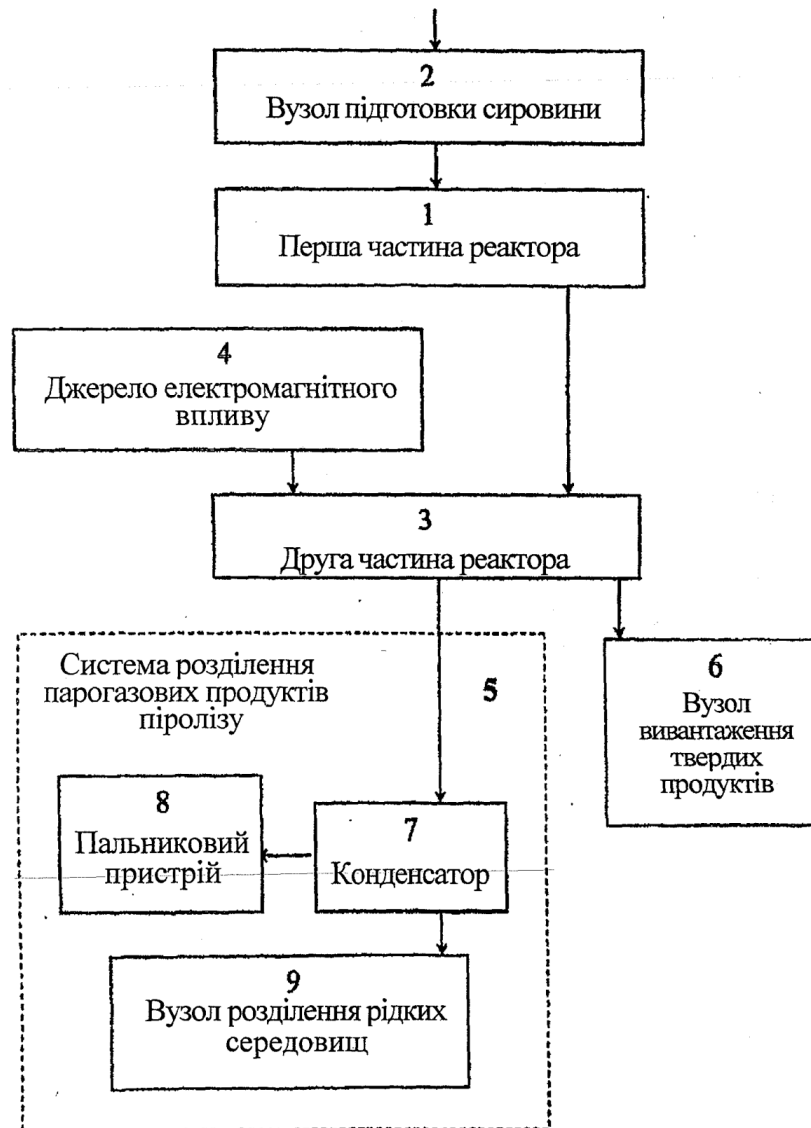 2
Вузол підготовки сировини
1
Перша частина реактора
4
Джерело електромагнітного
впливу
3
Друга частина реактора
Система розділення
парогазових продуктів
піролізу
5
6
Вузол
вивантаження
твердих
продуктів
8
Пальниковий
пристрій
7
Конденсатор
9
Вузол розділення рідких
середовищ